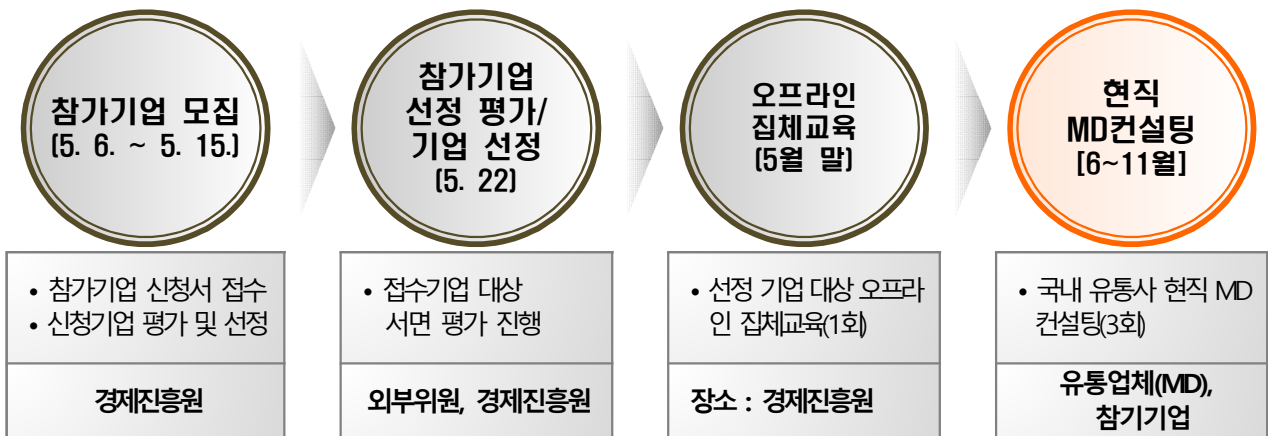 참가기업 모집
(5. 6. ~ 5. 15.)
참가기업
선정 평가/
기업 선정
(5. 22)
오프라인
집체교육
(5월 말)
현직
MD컨설팅
[6~11월]
• 참가기업 신청서 접수
• 신청기업 평가 및 선정
경제진흥원
• 접수기업 대상
서면 평가 진행
외부위원, 경제진흥원
• 선정 기업 대상 오프라
인 집체교육(1회)
장소 : 경제진흥원
• 국내 유통사 현직 MD
컨설팅(3회)
유통업체(MD),
참기기업